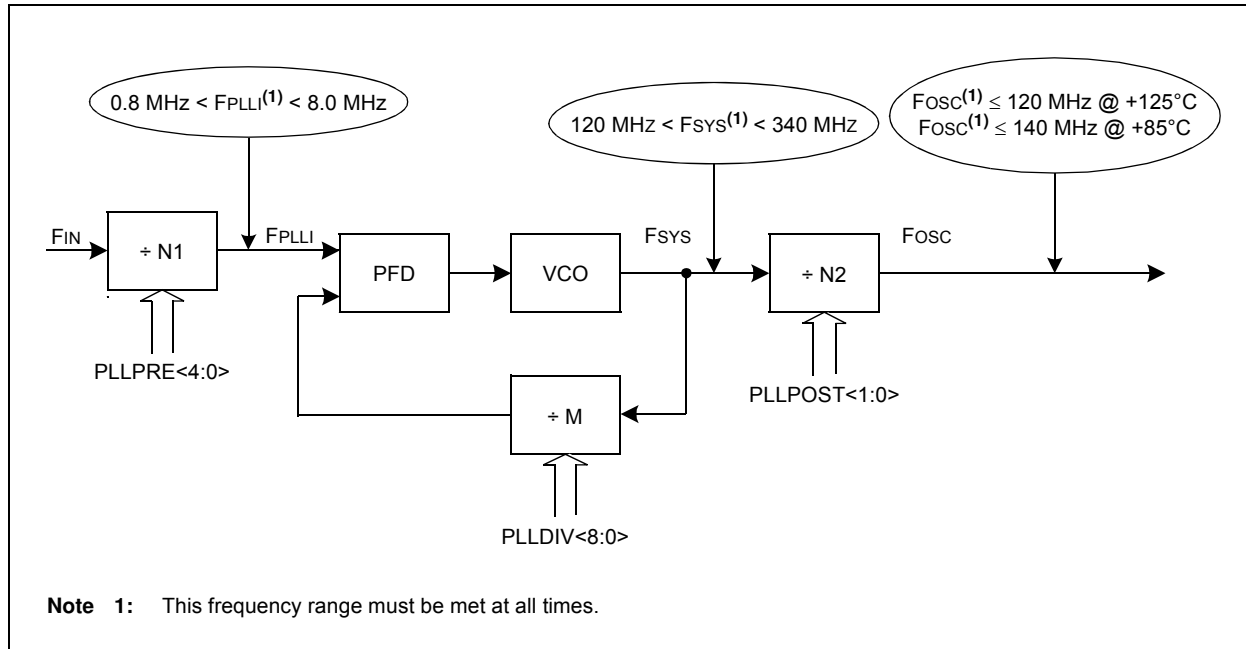 0.8 MHz < FPLLI(1) < 8.0 MHz
120 MHZ < FSYS(1) < 340 MHZ
FOSC(1) ≤ 120 MHz @ +125°C
FOSC(1) ≤ 140 MHz @ +85°C
FIN
÷ N1
FPLLI
PFD
VCO
FSYS
÷ N2
FOSC
PLLPRE<4:0>
÷ M
PLLPOST<1:0>
PLLDIV<8:0>
Note 1: This frequency range must be met at all times.